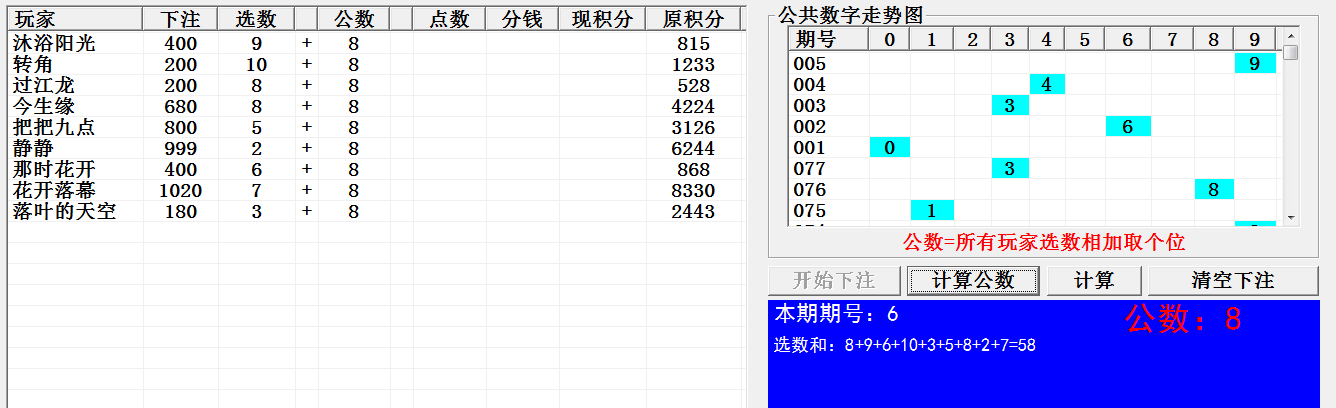 玩家 下注 选数 公数 点数 分钱 现积分 原积分
沐浴阳光 400 9 + 8 815
转角 200 10 + 8 1233
过江龙 200 8 + 8 528
今生缘 680 8 + 8 4224
把把九点 800 5 + 8 3126
静静 999 2 + 8 6244
那时花开 400 6 + 8 868
花开落幕 1020 7 + 8 8330
落叶的天空 180 3 + 8 2443
公共数字走势图
期号 0 1 2 3 4 5 6 7 8 9
005 9
004 4
003 3
002 6
001 0
077 3
076 8
075 1
公数=所有玩家选数相加取个位
开始下注 计算公数 计算 清空下注
本期期号：6 公数：8
选数和：8+9+6+10+3+5+8+2+7=58